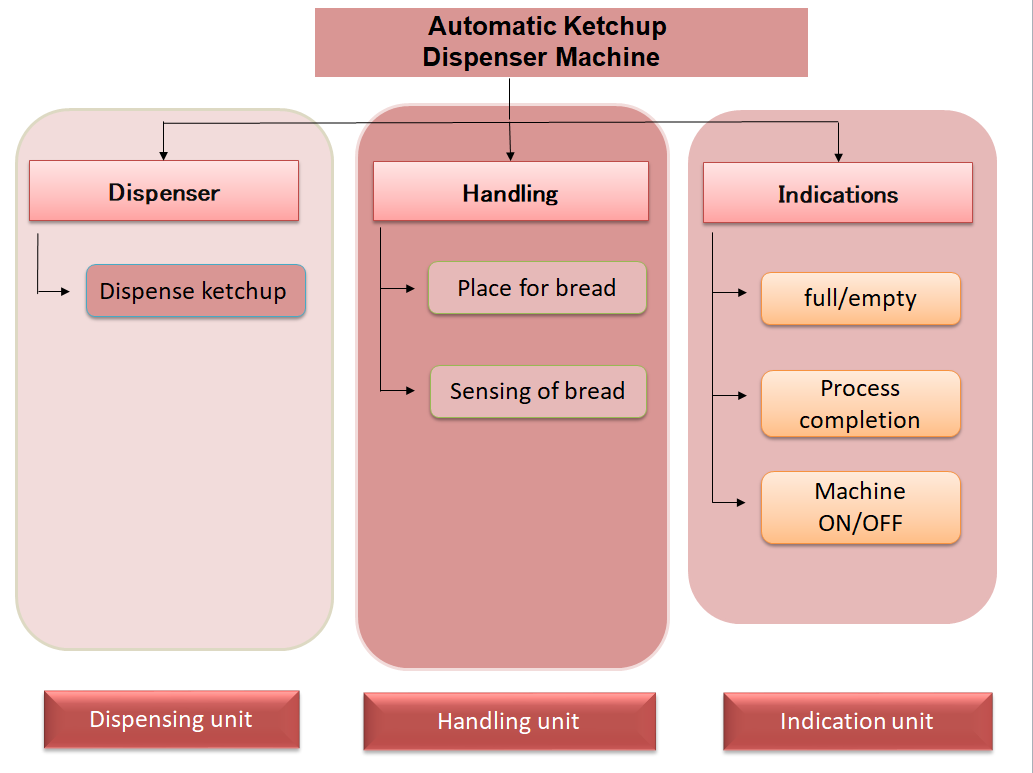 Automatic Ketchup
Dispenser Machine
Dispenser
Handling
Indications
Dispense ketchup
Place for bread
Sensing of bread
full/empty
Process
completion
Machine
ON/OFF
Dispensing unit
Handling unit
Indication unit